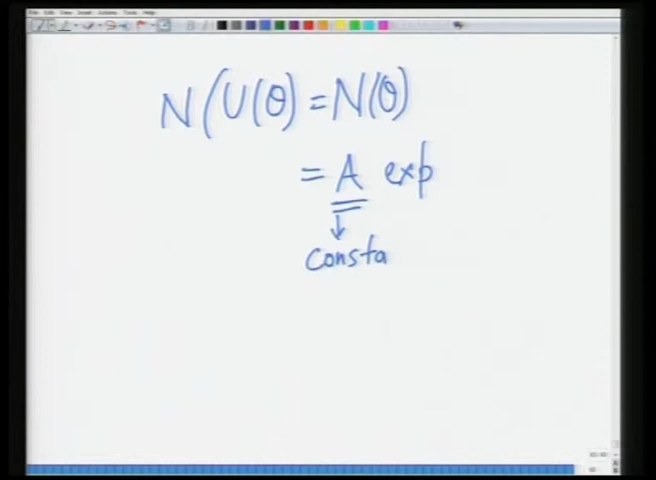 N(U(θ) = N(θ)
= A exp
↓
consta